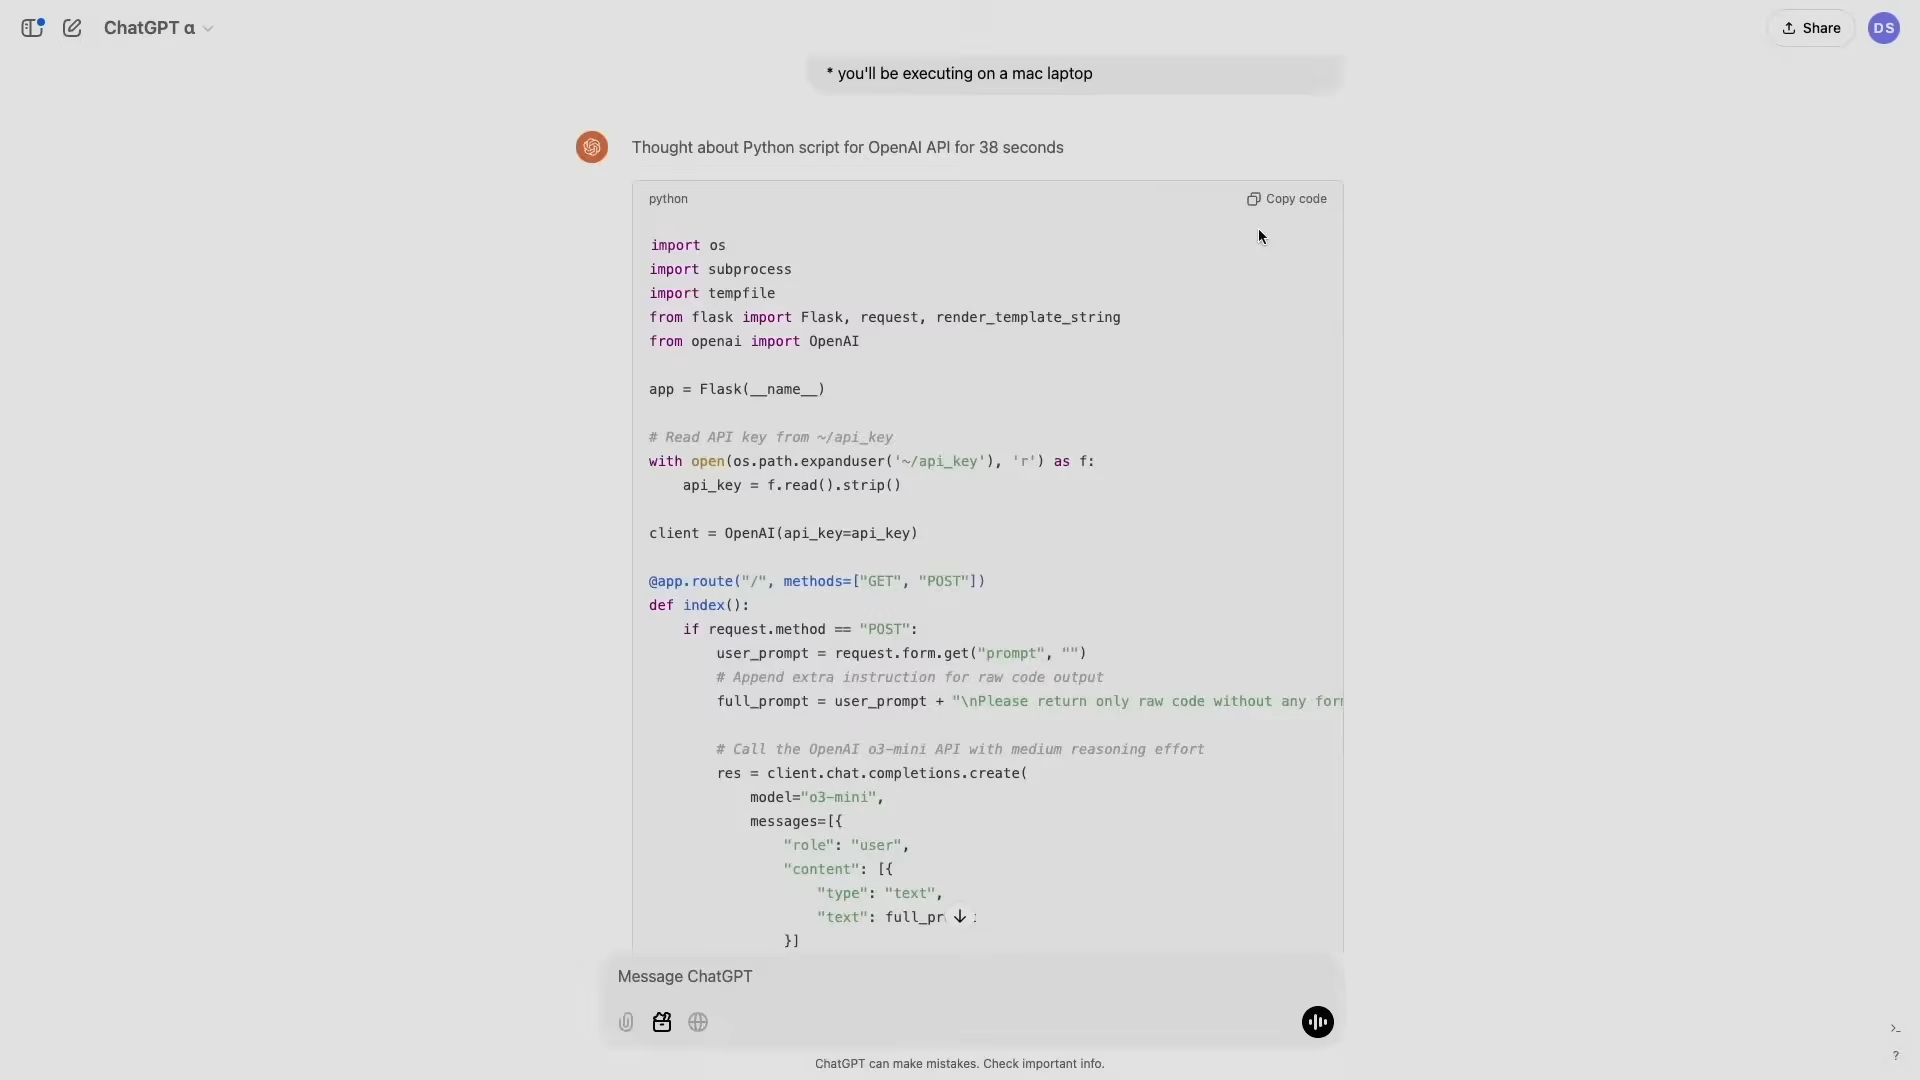 ChatGPT α
Share
DS
* you'll be executing on a mac laptop
Thought about Python script for OpenAI API for 38 seconds
python
Copy code
import os
import subprocess
import tempfile
from flask import Flask, request, render_template_string
from openai import OpenAI
app = Flask(__name__)
# Read API key from ~/api_key
with open(os.path.expanduser('~/api_key'), 'r') as f:
    api_key = f.read().strip()
client = OpenAI(api_key=api_key)
@app.route("/", methods=["GET", "POST"])
def index():
    if request.method == "POST":
        user_prompt = request.form.get("prompt", "")
        # Append extra instruction for raw code output
        full_prompt = user_prompt + "\nPlease return only raw code without any
        # Call the OpenAI o3-mini API with medium reasoning effort
        res = client.chat.completions.create(
            model="o3-mini",
            messages=[{
                "role": "user",
                "content": [{
                    "type": "text",
                    "text":
                }]
Message ChatGPT
ChatGPT can make mistakes. Check important info.
>_
?